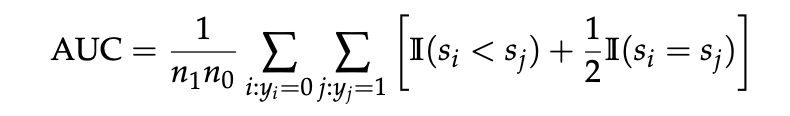 AUC = \frac{1}{n_1 n_0} \sum_{i:y_i=0} \sum_{j:y_j=1} \left[ \mathbb{I}(s_i < s_j) + \frac{1}{2} \mathbb{I}(s_i = s_j) \right]